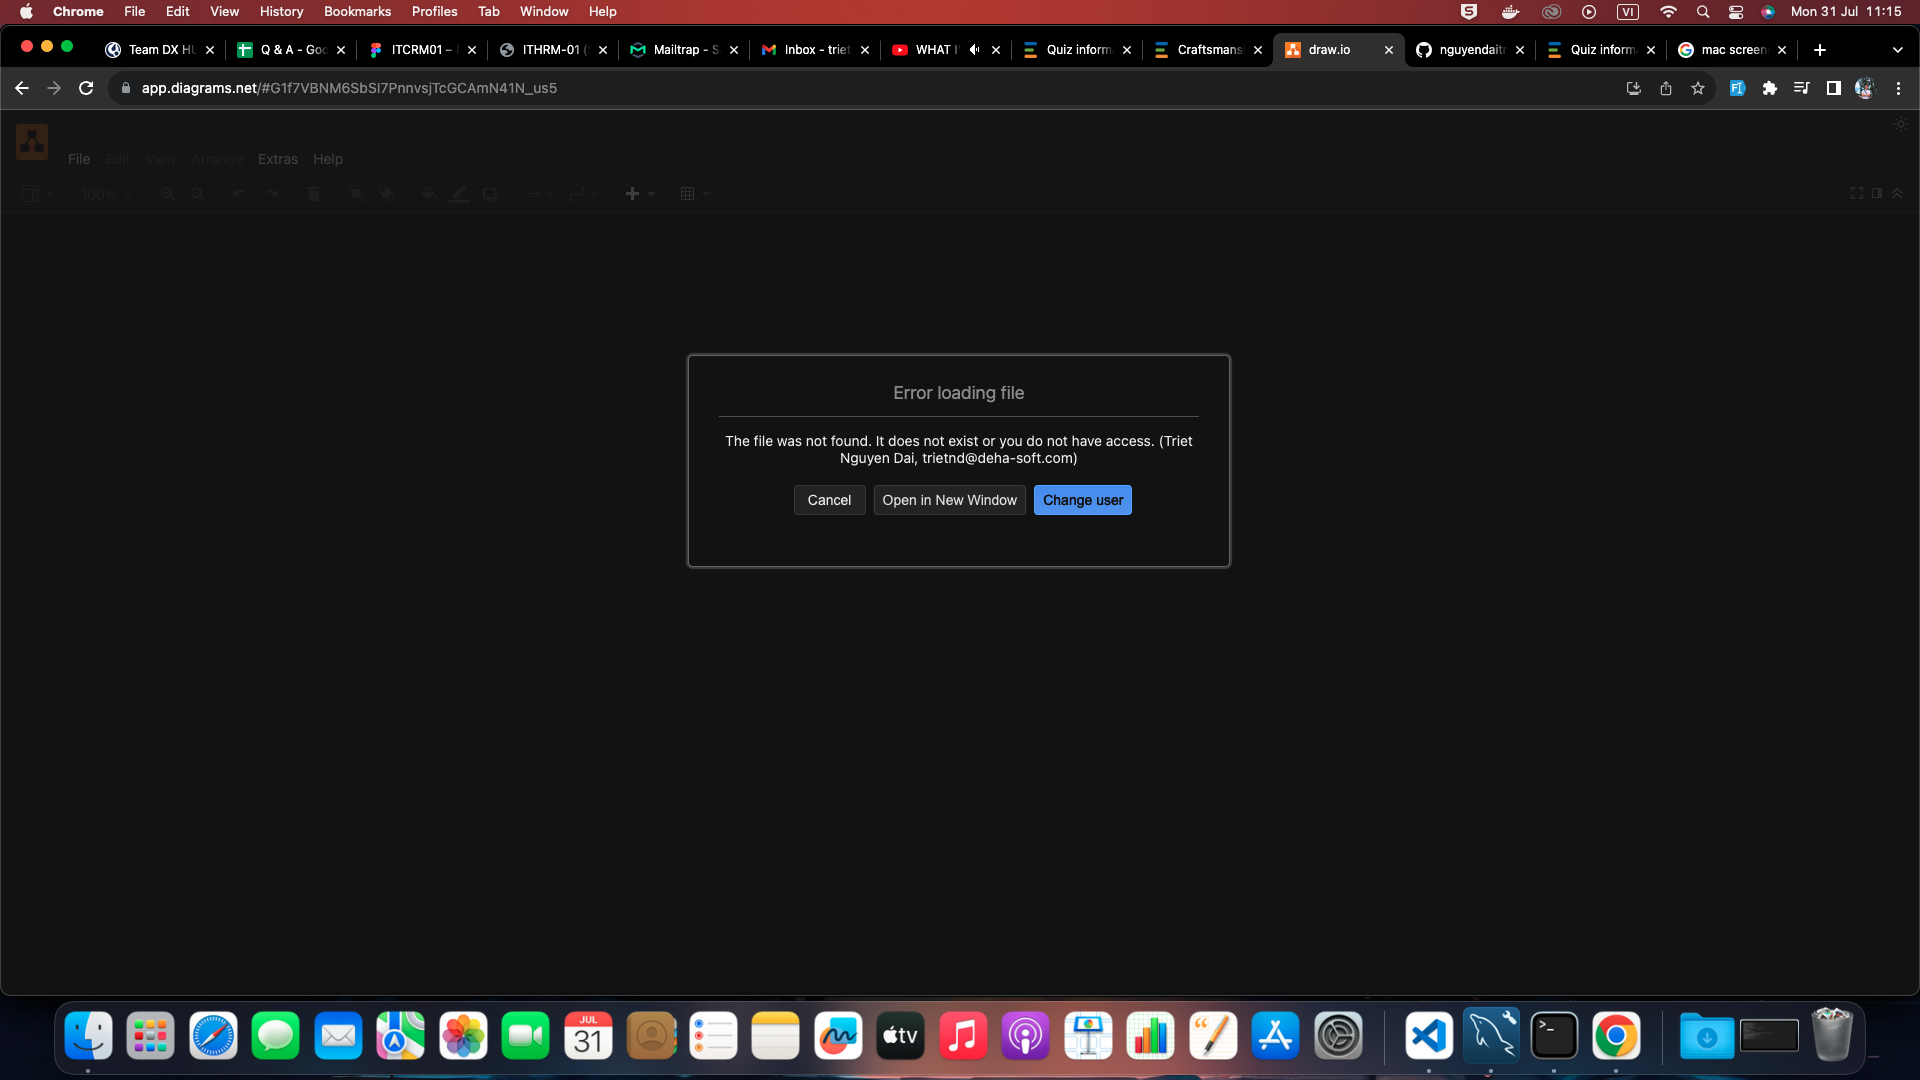 Chrome File Edit View History Bookmarks Profiles Tab Window Help VI Mon 31 Jul 11:15
Team DX HU Q & A - Goo ITCRM01 – ITHRM-01 ( Mailtrap - S Inbox - triet WHAT I' Quiz inform Craftsmans draw.io nguyendait Quiz inform mac screen
app.diagrams.net/#G1f7VBNM6SbSl7PnnvsjTcGCAmN41N_us5
File Edit View Arrange Extras Help
100%
Error loading file
The file was not found. It does not exist or you do not have access. (Triet
Nguyen Dai, trietnd@deha-soft.com)
Cancel Open in New Window Change user
JUL
31
tv